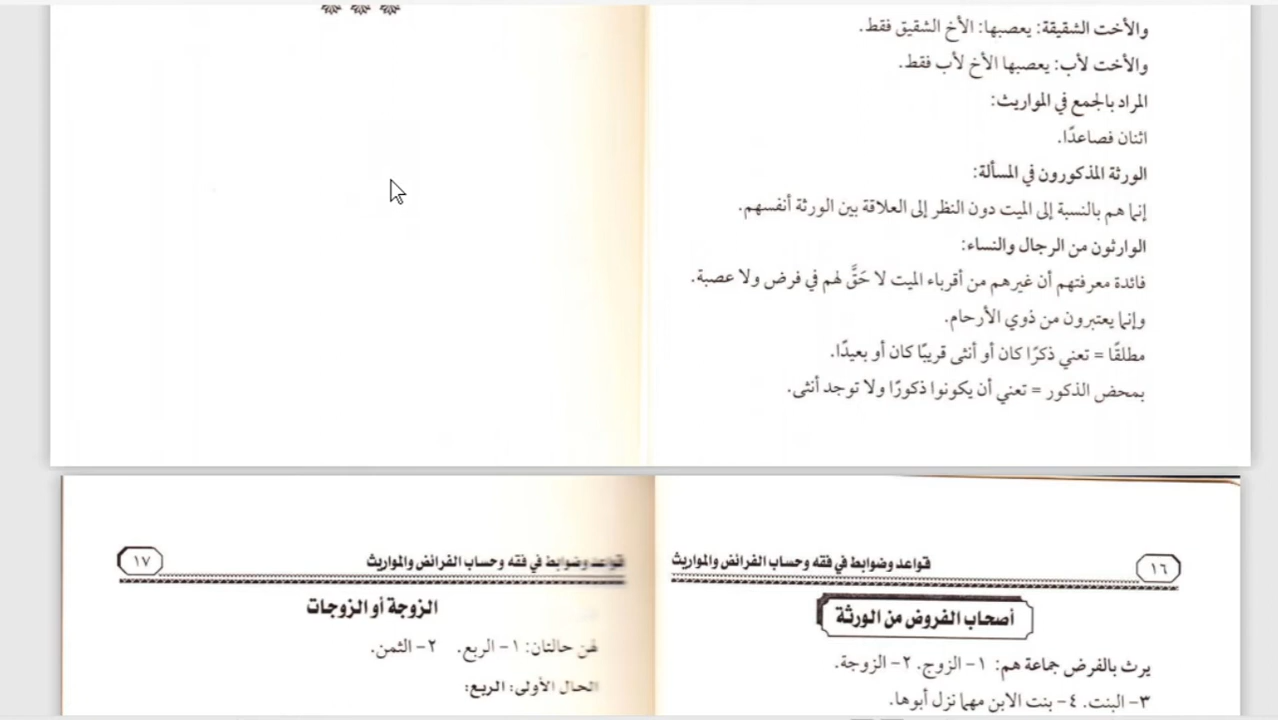 والأخت الشقيقة: يعصبها: الأخ الشقيق فقط.
والأخت لأب: يعصبها الأخ لأب فقط.
المراد بالجمع في المواريث:
اثنان فصاعدًا.
الورثة المذكورون في المسألة:
إنما هم بالنسبة إلى الميت دون النظر إلى العلاقة بين الورثة أنفسهم.
الوارثون من الرجال والنساء:
فائدة معرفتهم أن غيرهم من أقرباء الميت لا حَقَّ لهم في فرض ولا عصبة.
وإنما يعتبرون من ذوي الأرحام.
مطلقًا = تعني ذكرًا كان أو أنثى قريبًا كان أو بعيدًا.
بمحض الذكور = تعني أن يكونوا ذكورًا ولا توجد أنثى.
١٦ قواعد وضوابط في فقه وحساب الفرائض والمواريث
أصحاب الفروض من الورثة
يرث بالفرض جماعة هم: ١- الزوج. ٢- الزوجة.
٣- البنت. ٤- بنت الابن مهما نزل أبوها.
قواعد وضوابط في فقه وحساب الفرائض والمواريث ١٧
الزوجة أو الزوجات
لهن حالتان: ١- الربع. ٢- الثمن.
الحال الأولى: الربع: